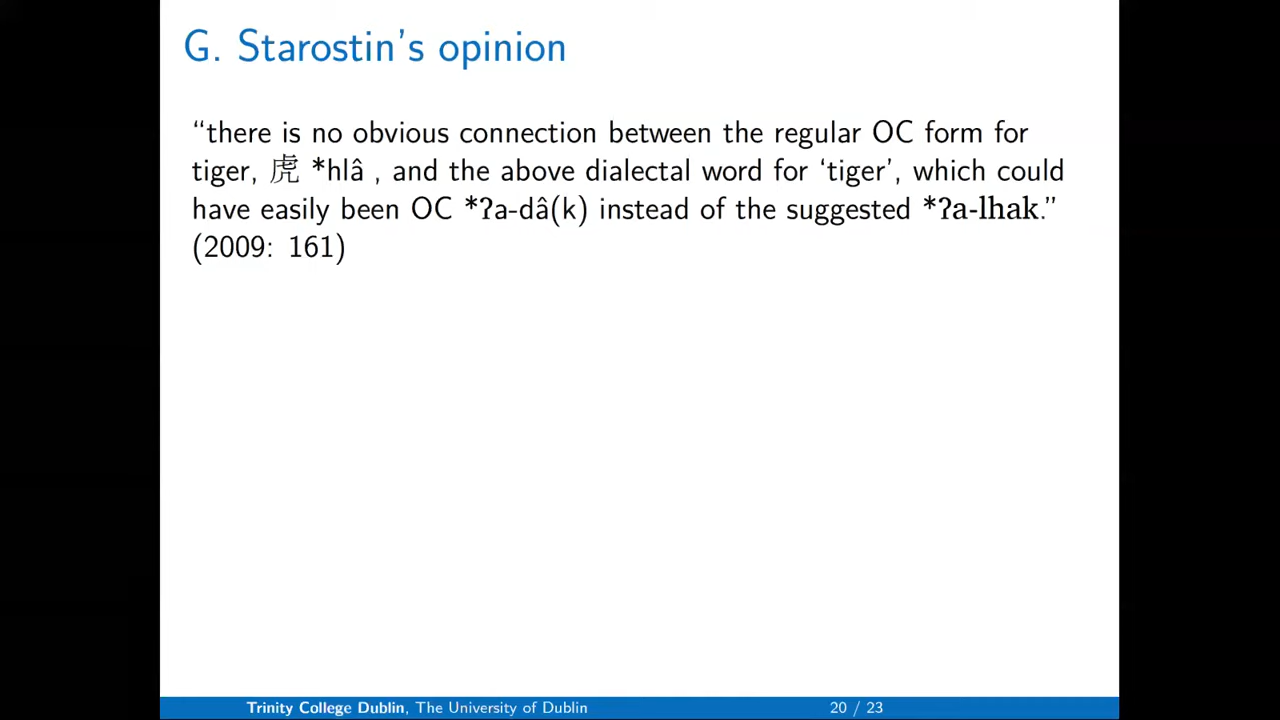 G. Starostin’s opinion
“there is no obvious connection between the regular OC form for
tiger, 虎 *hlâ , and the above dialectal word for ‘tiger’, which could
have easily been OC *ʔa-dâ(k) instead of the suggested *ʔa-lhak.”
(2009: 161)
Trinity College Dublin, The University of Dublin
20 / 23